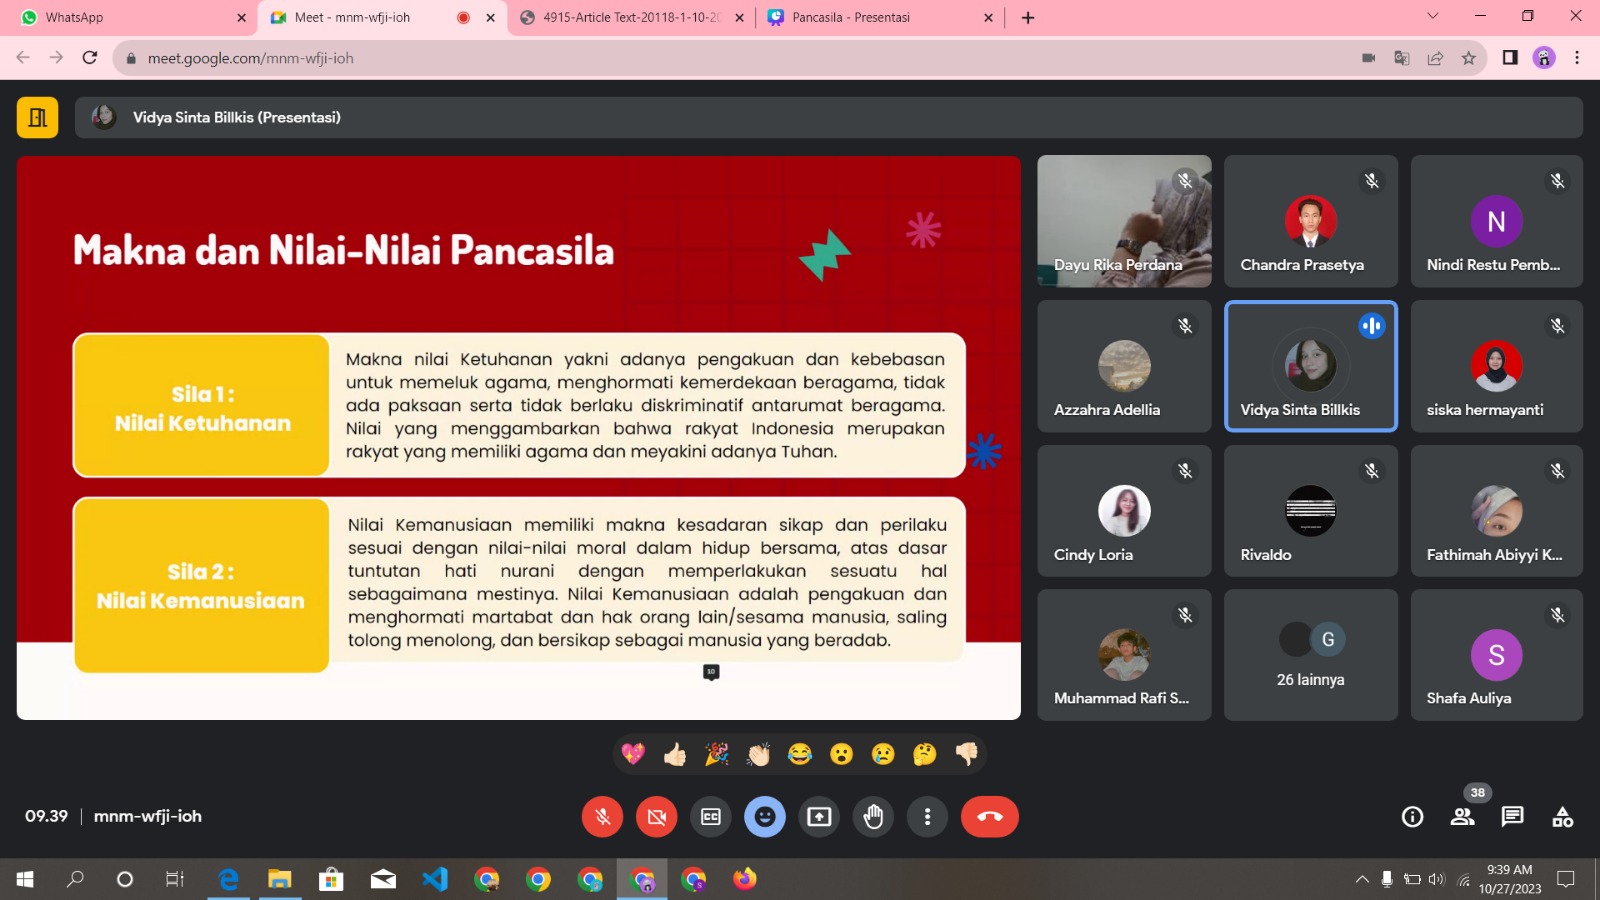 WhatsApp
Meet - mnm-wfji-ioh
4915-Article Text-20118-1-10-20
Pancasila - Presentasi
meet.google.com/mnm-wfji-ioh
Vidya Sinta Billkis (Presentasi)
Makna dan Nilai-Nilai Pancasila
Sila 1 :
Nilai Ketuhanan
Makna nilai Ketuhanan yakni adanya pengakuan dan kebebasan
untuk memeluk agama, menghormati kemerdekaan beragama, tidak
ada paksaan serta tidak berlaku diskriminatif antarumat beragama.
Nilai yang menggambarkan bahwa rakyat Indonesia merupakan
rakyat yang memiliki agama dan meyakini adanya Tuhan.
Sila 2 :
Nilai Kemanusiaan
Nilai Kemanusiaan memiliki makna kesadaran sikap dan perilaku
sesuai dengan nilai-nilai moral dalam hidup bersama, atas dasar
tuntutan hati nurani dengan memperlakukan sesuatu hal
sebagaimana mestinya. Nilai Kemanusiaan adalah pengakuan dan
menghormati martabat dan hak orang lain/sesama manusia, saling
tolong menolong, dan bersikap sebagai manusia yang beradab.
10
Dayu Rika Perdana
Chandra Prasetya
N
Nindi Restu Pemb...
Azzahra Adellia
Vidya Sinta Billkis
siska hermayanti
Cindy Loria
Rivaldo
Fathimah Abiyyi K...
Muhammad Rafi S...
G
26 lainnya
S
Shafa Auliya
09.39 | mnm-wfji-ioh
CC
38
9:39 AM
10/27/2023